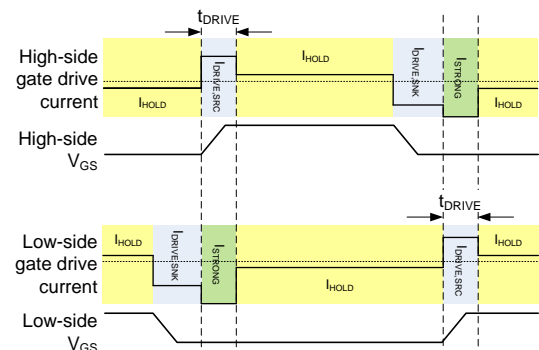 tDRIVE
High-side
gate drive
current
IHOLD
IDRIVE,SRC
IHOLD
IDRIVE,SNK
ISTRONG
IHOLD
High-side
VGS
tDRIVE
Low-side
gate drive
current
IHOLD
IDRIVE,SNK
ISTRONG
IHOLD
IDRIVE,SRC
IHOLD
Low-side
VGS